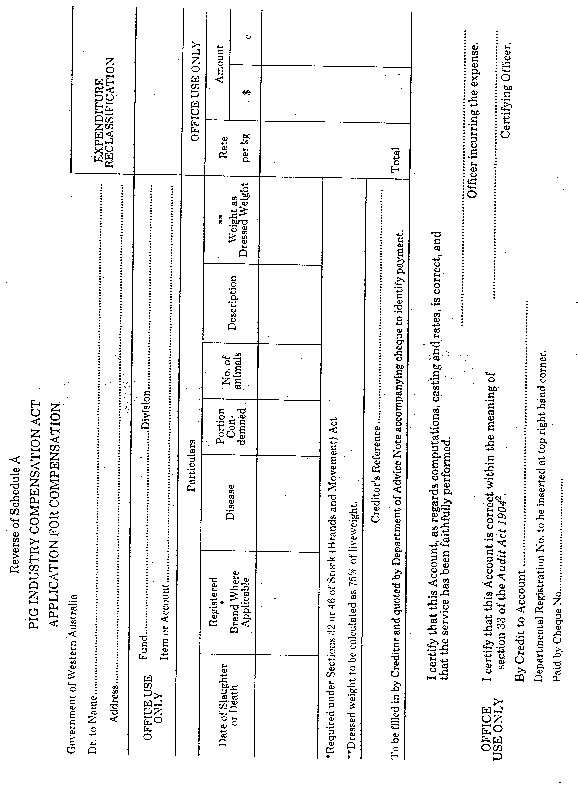 Reverse of Schedule A
PIG INDUSTRY COMPENSATION ACT
APPLICATION FOR COMPENSATION
Government of Western Australia
Dr. to Name
Address
EXPENDITURE
RECLASSIFICATION
OFFICE USE
ONLY
Fund Division
Item or Account
Particulars
OFFICE USE ONLY
Date of Slaughter
or Death
Registered
*
Brand Where
Applicable
Disease
Portion
Con-
demned
No. of
animals
Description
**
Weight as
Dressed Weight
Rate
per kg
Amount
$ c
*Required under Sections 42 or 46 of Stock (Brands and Movement) Act
**Dressed weight to be calculated as 75% of liveweight.
Creditor's Reference
Total
To be filled in by Creditor and quoted by Department of Advice Note accompanying cheque to identify payment.
I certify that this Account, as regards computations, casting and rates, is correct, and
that the service has been faithfully performed.
Officer incurring the expense.
OFFICE
USE ONLY
I certify that this Account is correct within the meaning of
section 33 of the Audit Act 1904².
Certifying Officer.
By Credit to Account
Departmental Registration No. to be inserted at top right hand corner.
Paid by Cheque No.